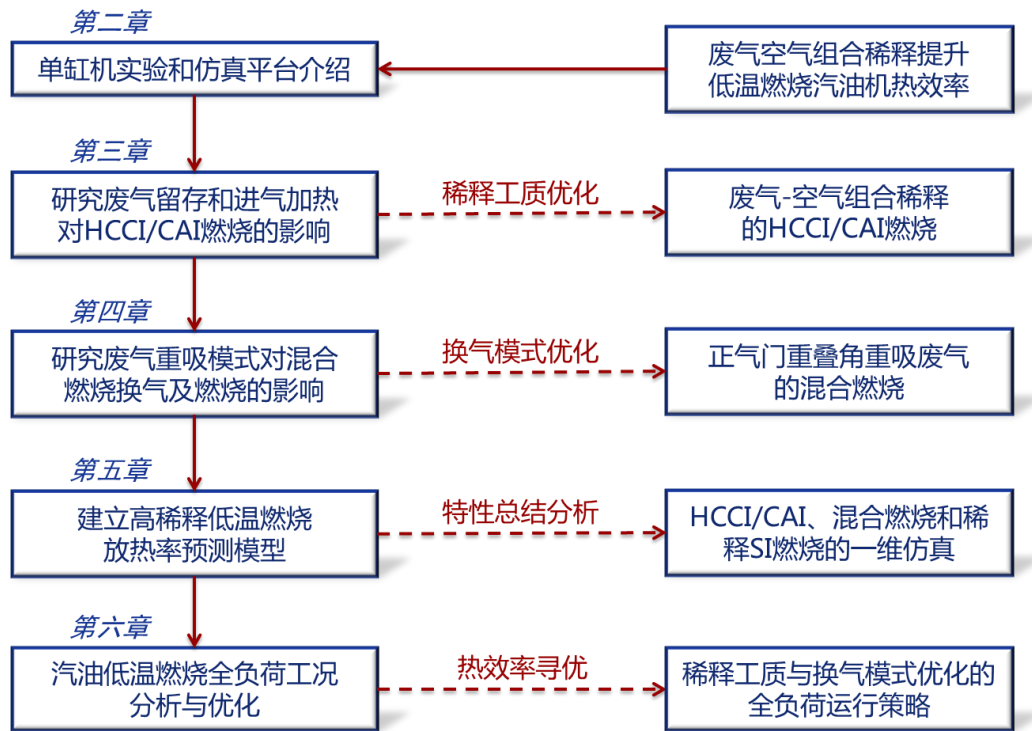 第二章
单缸机实验和仿真平台介绍
废气空气组合稀释提升
低温燃烧汽油机热效率
第三章
研究废气留存和进气加热
对HCCI/CAI燃烧的影响
稀释工质优化
废气-空气组合稀释
的HCCI/CAI燃烧
第四章
研究废气重吸模式对混合
燃烧换气及燃烧的影响
换气模式优化
正气门重叠角重吸废气
的混合燃烧
第五章
建立高稀释低温燃烧
放热率预测模型
特性总结分析
HCCI/CAI、混合燃烧和稀
释SI燃烧的一维仿真
第六章
汽油低温燃烧全负荷工况
分析与优化
热效率寻优
稀释工质与换气模式优化的
全负荷运行策略